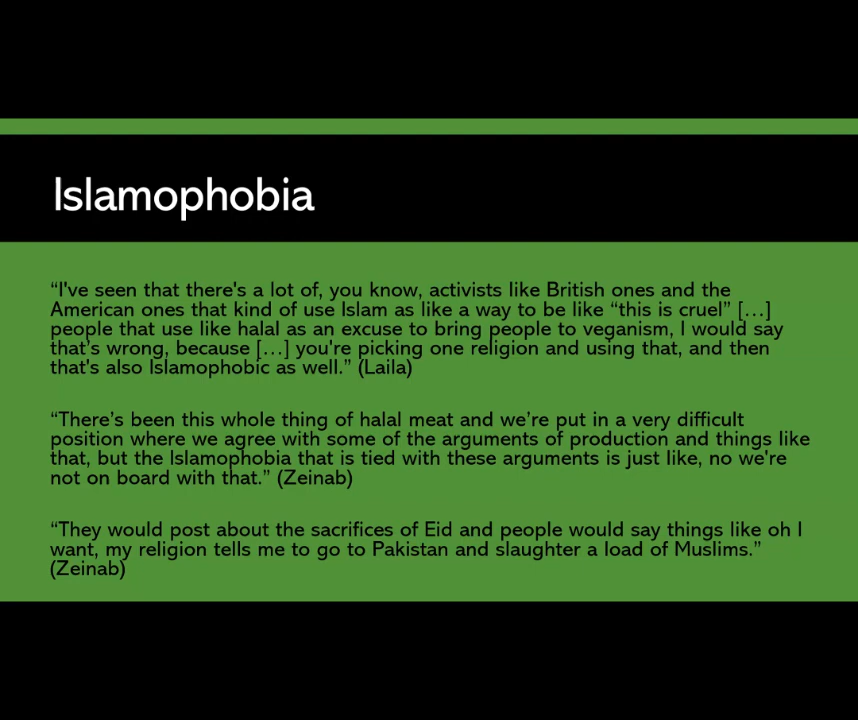 Islamophobia
“I've seen that there's a lot of, you know, activists like British ones and the
American ones that kind of use Islam as like a way to be like “this is cruel” […]
people that use like halal as an excuse to bring people to veganism, I would say
that’s wrong, because […] you're picking one religion and using that, and then
that's also Islamophobic as well.” (Laila)
“There’s been this whole thing of halal meat and we’re put in a very difficult
position where we agree with some of the arguments of production and things like
that, but the Islamophobia that is tied with these arguments is just like, no we're
not on board with that.” (Zeinab)
“They would post about the sacrifices of Eid and people would say things like oh I
want, my religion tells me to go to Pakistan and slaughter a load of Muslims.”
(Zeinab)